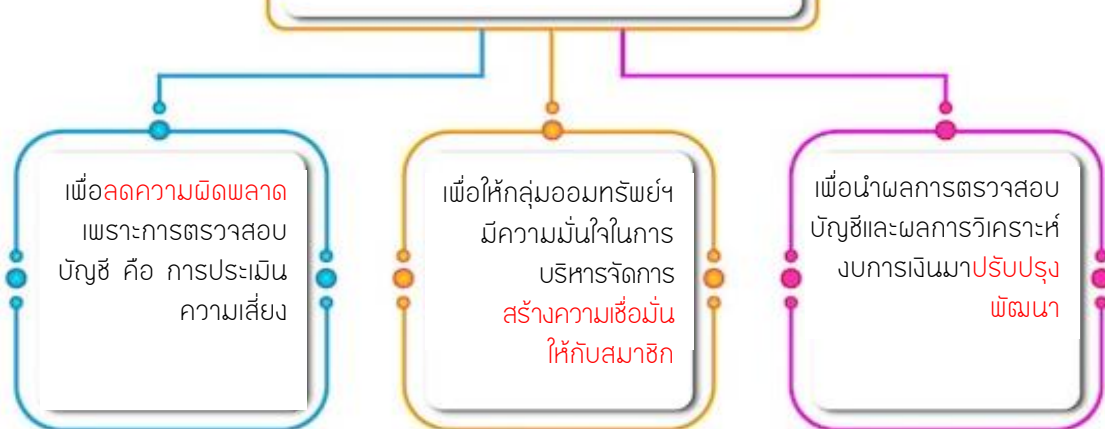 เพื่อลดความผิดพลาด
เพราะการตรวจสอบ
บัญชี คือ การประเมิน
ความเสี่ยง
เพื่อให้กลุ่มออมทรัพย์ฯ
มีความมั่นใจในการ
บริหารจัดการ
สร้างความเชื่อมั่น
ให้กับสมาชิก
เพื่อนำผลการตรวจสอบ
บัญชีและผลการวิเคราะห์
งบการเงินมาปรับปรุง
พัฒนา